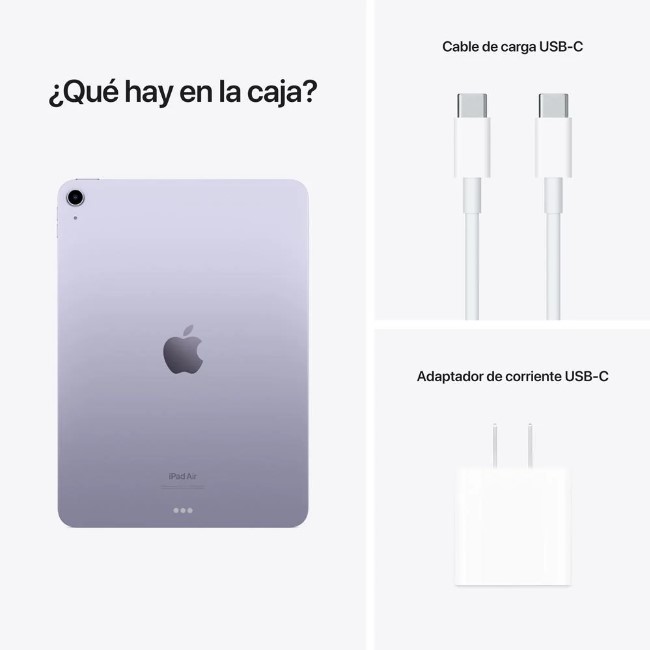 ¿Qué hay en la caja?
iPad Air
Cable de carga USB-C
Adaptador de corriente USB-C